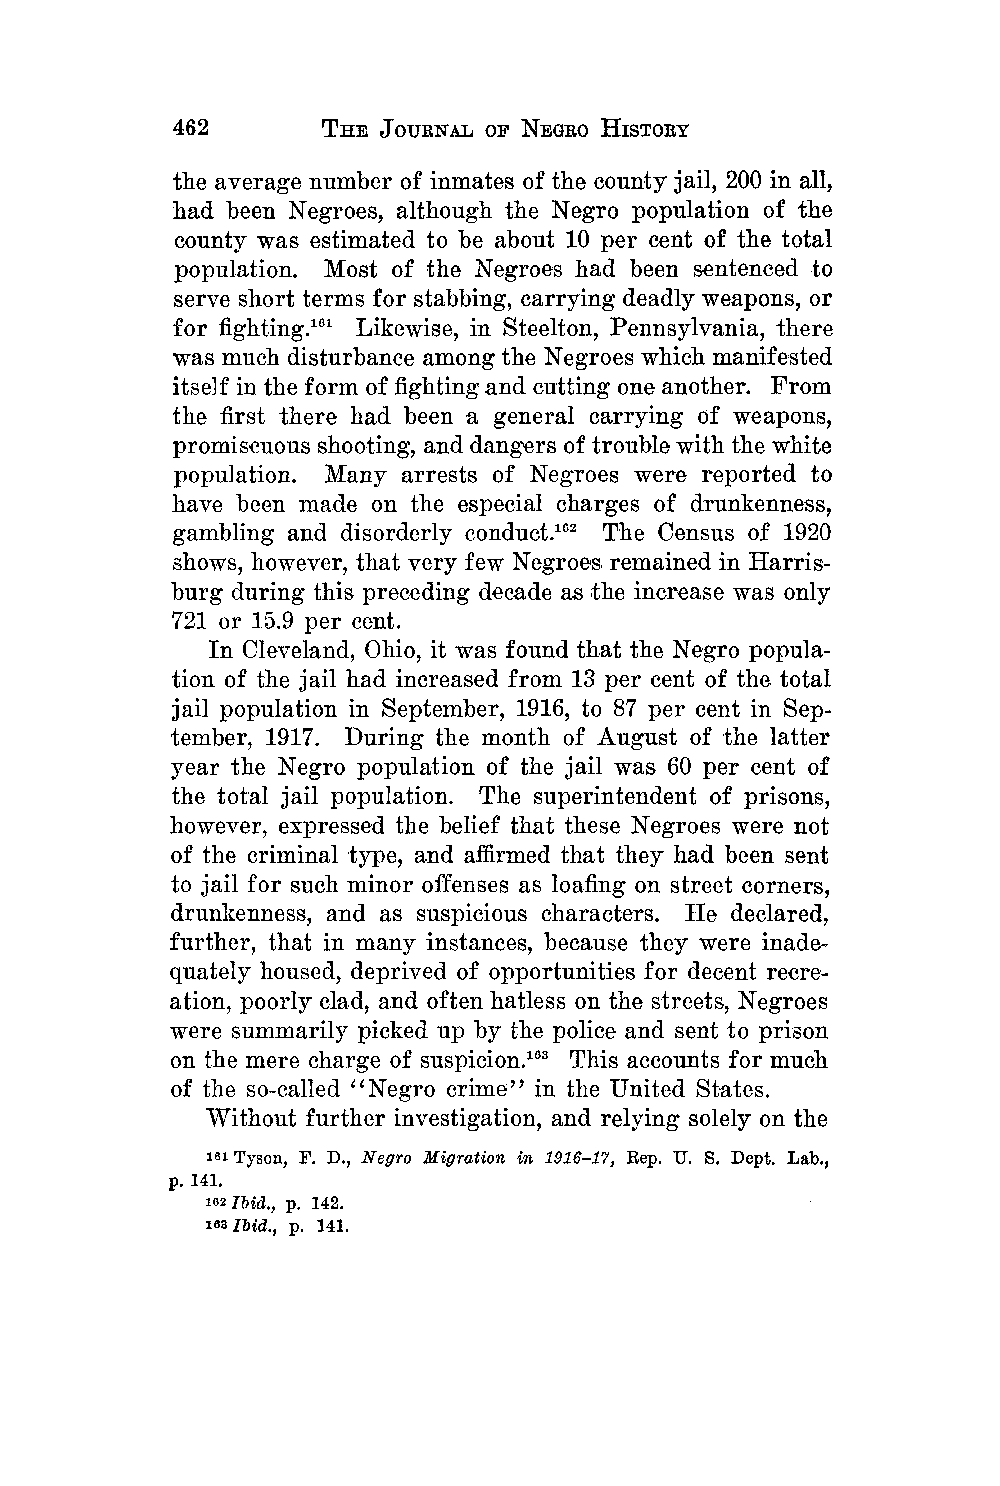 462 THE JOURNAL OF NEGRO HISTORY
the average number of inmates of the county jail, 200 in all,
had been Negroes, although the Negro population of the
county was estimated to be about 10 per cent of the total
population. Most of the Negroes had been sentenced to
serve short terms for stabbing, carrying deadly weapons, or
for fighting.¹⁶¹ Likewise, in Steelton, Pennsylvania, there
was much disturbance among the Negroes which manifested
itself in the form of fighting and cutting one another. From
the first there had been a general carrying of weapons,
promiscuous shooting, and dangers of trouble with the white
population. Many arrests of Negroes were reported to
have been made on the especial charges of drunkenness,
gambling and disorderly conduct.¹⁶² The Census of 1920
shows, however, that very few Negroes remained in Harris-
burg during this preceding decade as the increase was only
721 or 15.9 per cent.
In Cleveland, Ohio, it was found that the Negro popula-
tion of the jail had increased from 13 per cent of the total
jail population in September, 1916, to 87 per cent in Sep-
tember, 1917. During the month of August of the latter
year the Negro population of the jail was 60 per cent of
the total jail population. The superintendent of prisons,
however, expressed the belief that these Negroes were not
of the criminal type, and affirmed that they had been sent
to jail for such minor offenses as loafing on street corners,
drunkenness, and as suspicious characters. He declared,
further, that in many instances, because they were inade-
quately housed, deprived of opportunities for decent recre-
ation, poorly clad, and often hatless on the streets, Negroes
were summarily picked up by the police and sent to prison
on the mere charge of suspicion.¹⁶³ This accounts for much
of the so-called "Negro crime" in the United States.
Without further investigation, and relying solely on the
¹⁶¹ Tyson, F. D., Negro Migration in 1916–17, Rep. U. S. Dept. Lab.,
p. 141.
¹⁶² Ibid., p. 142.
¹⁶³ Ibid., p. 141.